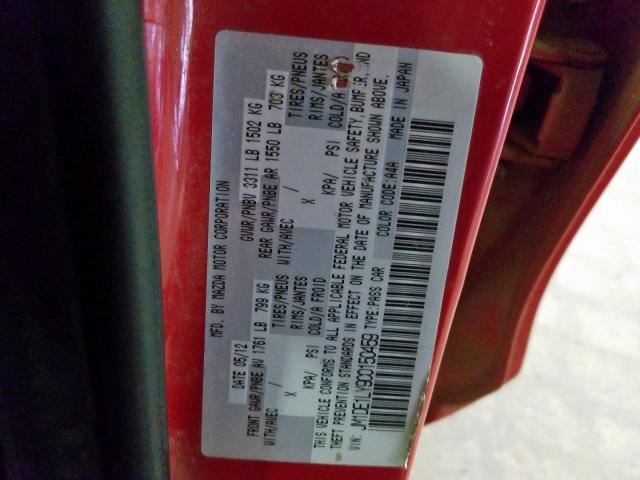 MFD. BY MAZDA MOTOR CORPORATION
DATE 05/12 GVWR/PNBV 3311 LB 1502 KG
FRONT GAWR/PNBE AV 1761 LB 799 KG REAR GAWR/PNBE AR 1550 LB 703 KG
WITH/AVEC / TIRES/PNEUS WITH/AVEC / TIRES/PNEUS
X RIMS/JANTES X RIMS/JANTES
KPA/ PSI COLD/A FROID KPA/ PSI COLD/A
THIS VEHICLE CONFORMS TO ALL APPLICABLE FEDERAL MOTOR VEHICLE SAFETY, BUMPER, AND
THEFT PREVENTION STANDARDS IN EFFECT ON THE DATE OF MANUFACTURE SHOWN ABOVE.
VIN: JM1DE1LY9C0150459 TYPE:PASS CAR COLOR CODE:A4A MADE IN JAPAN